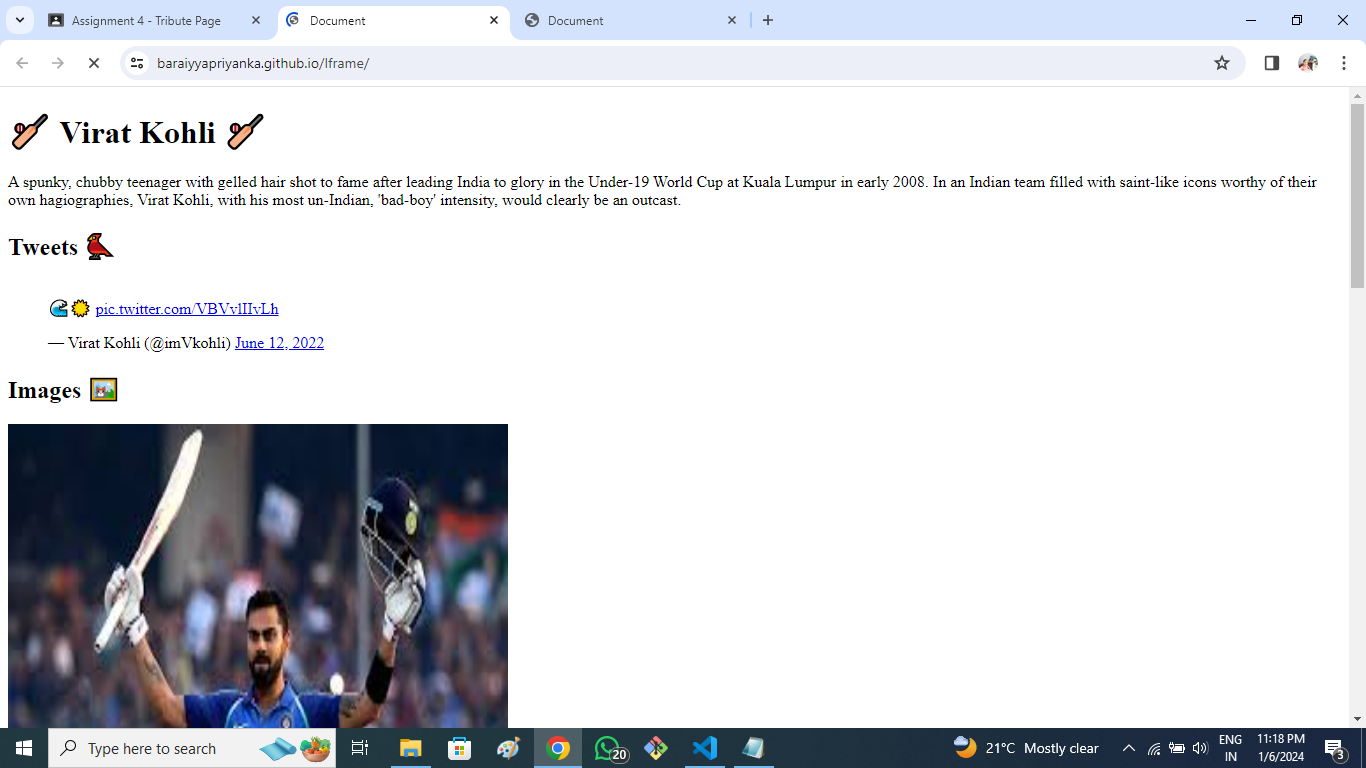 Assignment 4 - Tribute Page
Document
Document
baraiyyapriyanka.github.io/Iframe/
Virat Kohli
A spunky, chubby teenager with gelled hair shot to fame after leading India to glory in the Under-19 World Cup at Kuala Lumpur in early 2008. In an Indian team filled with saint-like icons worthy of their
own hagiographies, Virat Kohli, with his most un-Indian, 'bad-boy' intensity, would clearly be an outcast.
Tweets
pic.twitter.com/VBVvlIIvLh
— Virat Kohli (@imVkohli) June 12, 2022
Images
Type here to search
20
21°C Mostly clear
ENG
IN
11:18 PM
1/6/2024
3